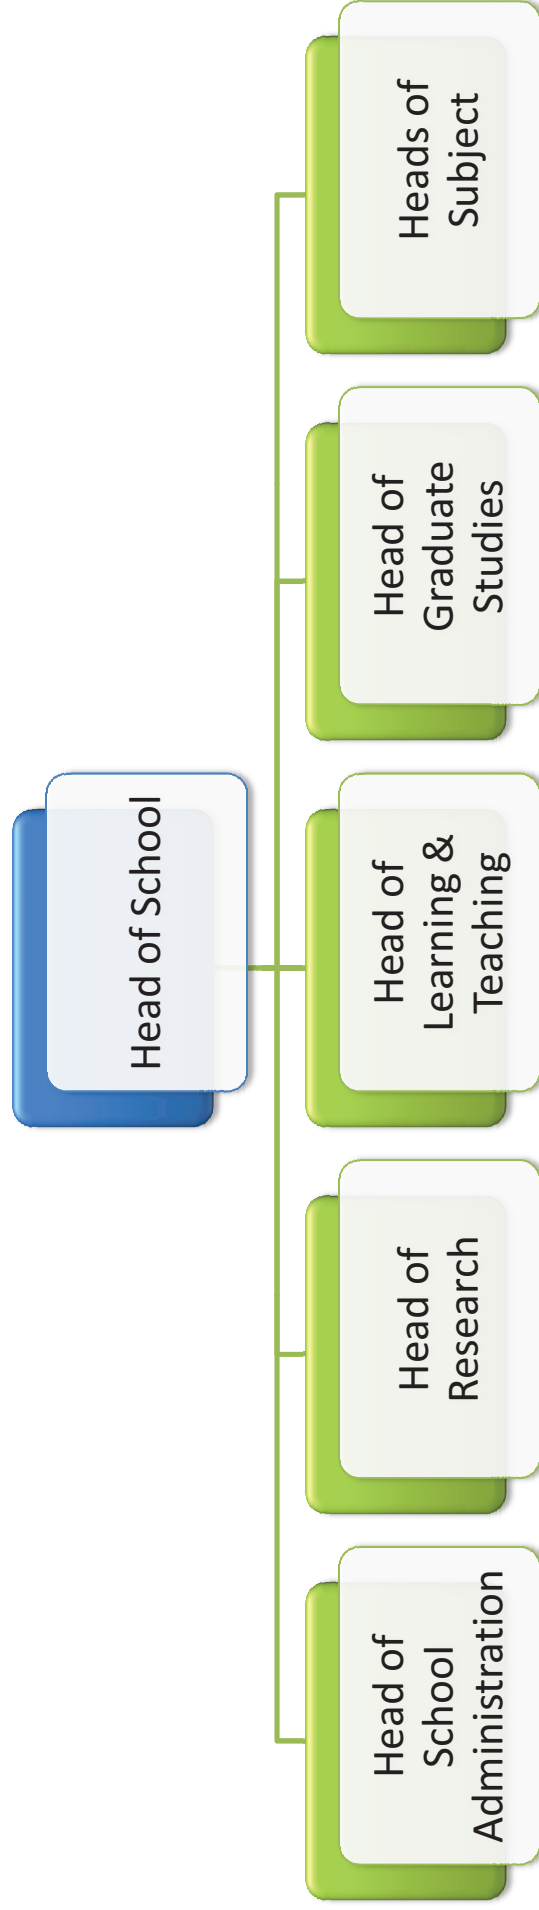 Head of School
Head of
School
Administration
Head of
Research
Head of
Learning &
Teaching
Head of
Graduate
Studies
Heads of
Subject